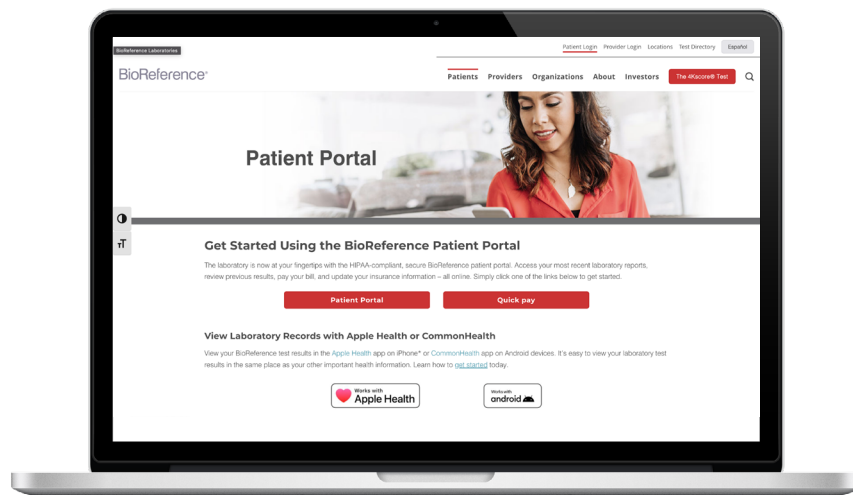 BioReference Laboratories
Patient Login Provider Login Locations Test Directory Español
BioReference®
Patients Providers Organizations About Investors The 4Kscore® Test
Patient Portal
Get Started Using the BioReference Patient Portal
The laboratory is now at your fingertips with the HIPAA-compliant, secure BioReference patient portal. Access your most recent laboratory reports,
review previous results, pay your bill, and update your insurance information – all online. Simply click one of the links below to get started.
Patient Portal Quick pay
View Laboratory Records with Apple Health or CommonHealth
View your BioReference test results in the Apple Health app on iPhone* or CommonHealth app on Android devices. It's easy to view your laboratory test
results in the same place as your other important health information. Learn how to get started today.
Works with
Apple Health
Works with
android